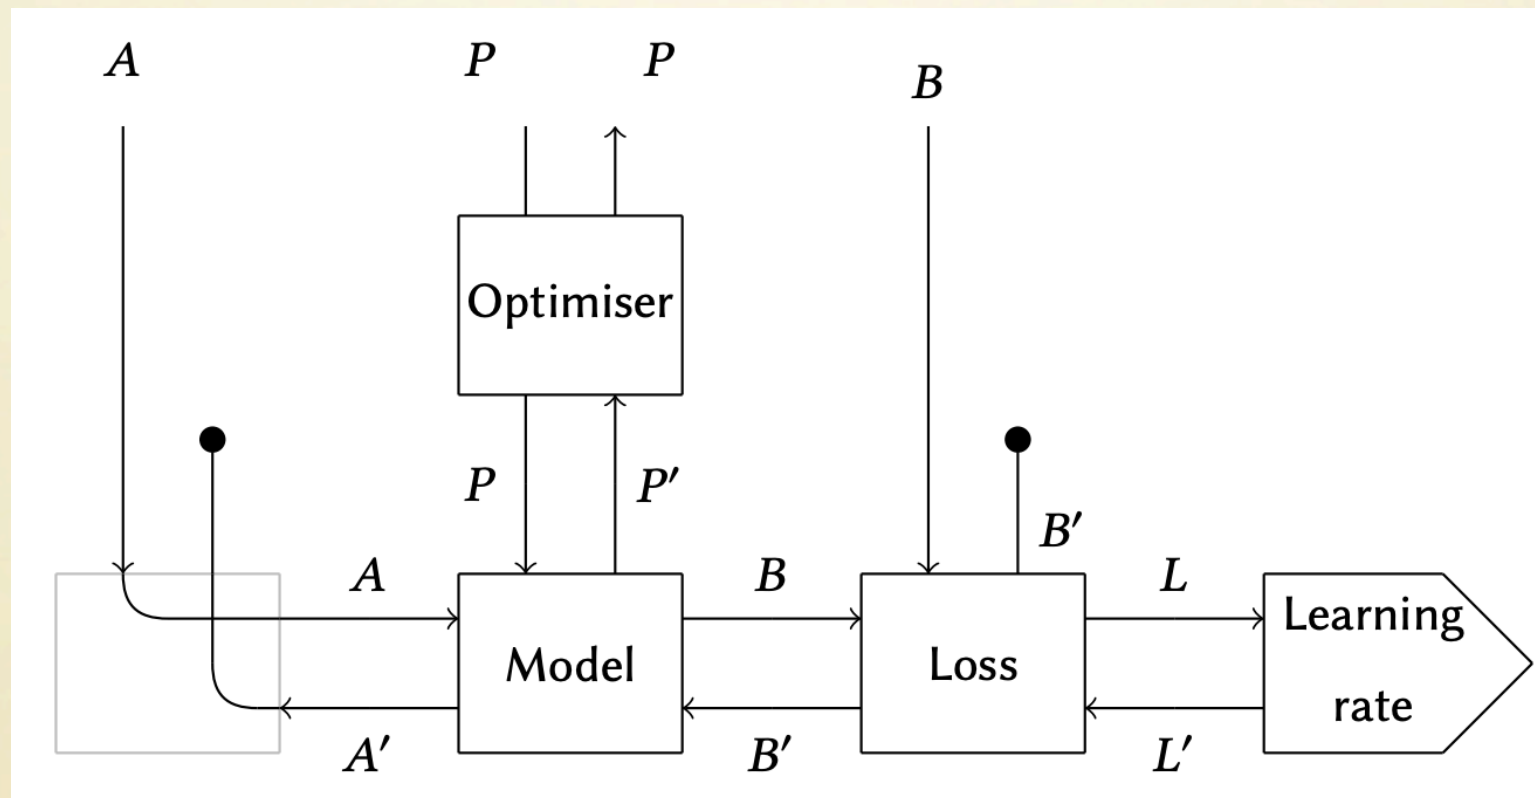 A
P
P
B
Optimiser
P
P′
B′
A
B
L
Model
Loss
Learning
rate
A′
B′
L′